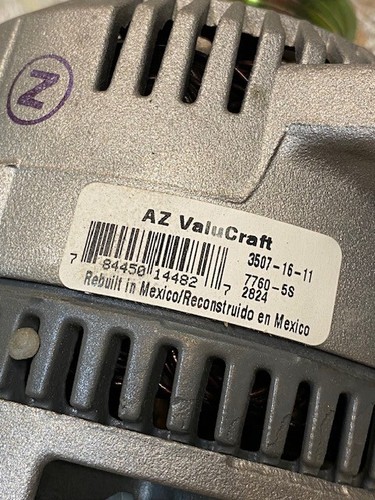 Z
AZ ValuCraft
3507-16-11
7760-5S
2824
7 84450 14482 7
Rebuilt in Mexico/Reconstruido en Mexico